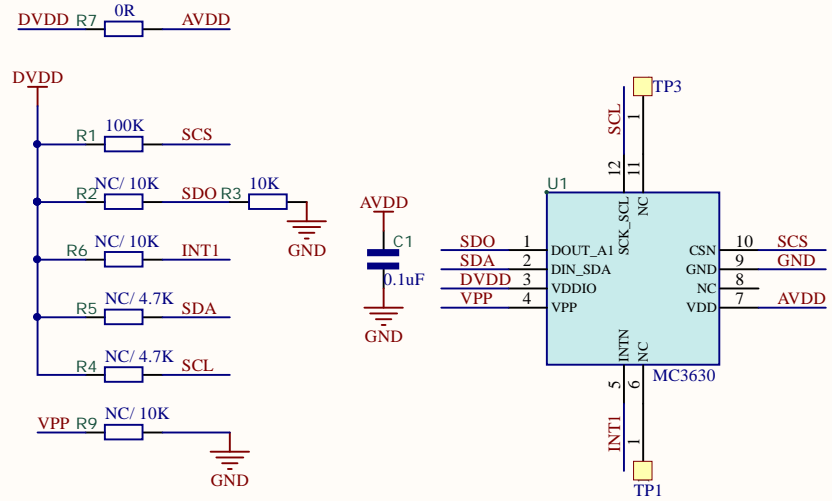 DVDD R7 0R AVDD
DVDD
R1 100K SCS
R2 NC/ 10K SDO R3 10K
GND
R6 NC/ 10K INT1
R5 NC/ 4.7K SDA
R4 NC/ 4.7K SCL
VPP R9 NC/ 10K
GND
AVDD
C1
0.1uF
GND
TP3
SCL
1
12
11
U1
SCK_SCL
NC
SDO 1 DOUT_A1
SDA 2 DIN_SDA
DVDD 3 VDDIO
VPP 4 VPP
CSN 10 SCS
GND 9 GND
NC 8
VDD 7 AVDD
INTN
NC
MC3630
5
6
INT1
1
TP1